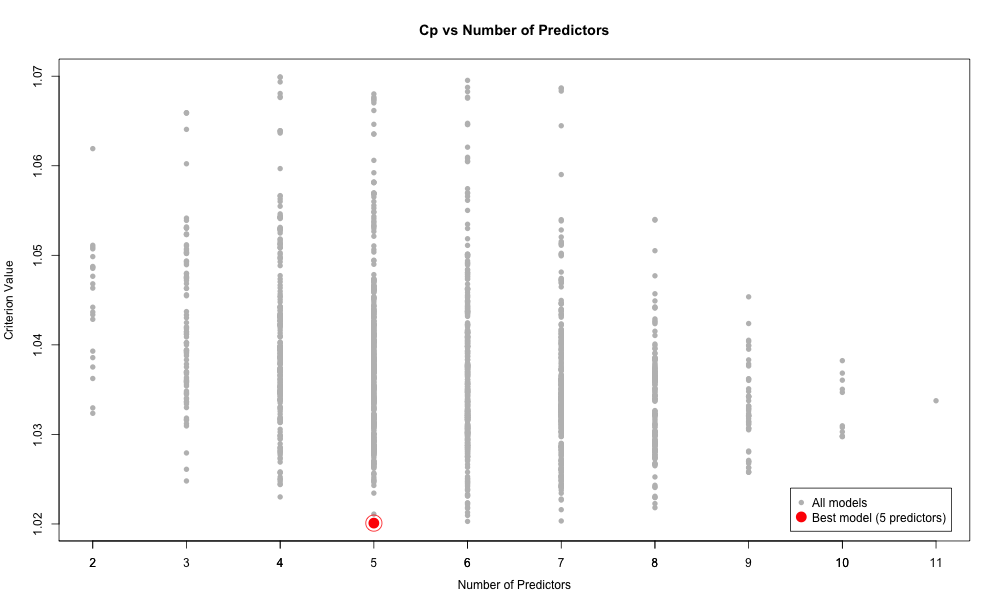 Cp vs Number of Predictors
Criterion Value
1.07
1.06
1.05
1.04
1.03
1.02
All models
Best model (5 predictors)
2 3 4 5 6 7 8 9 10 11
Number of Predictors